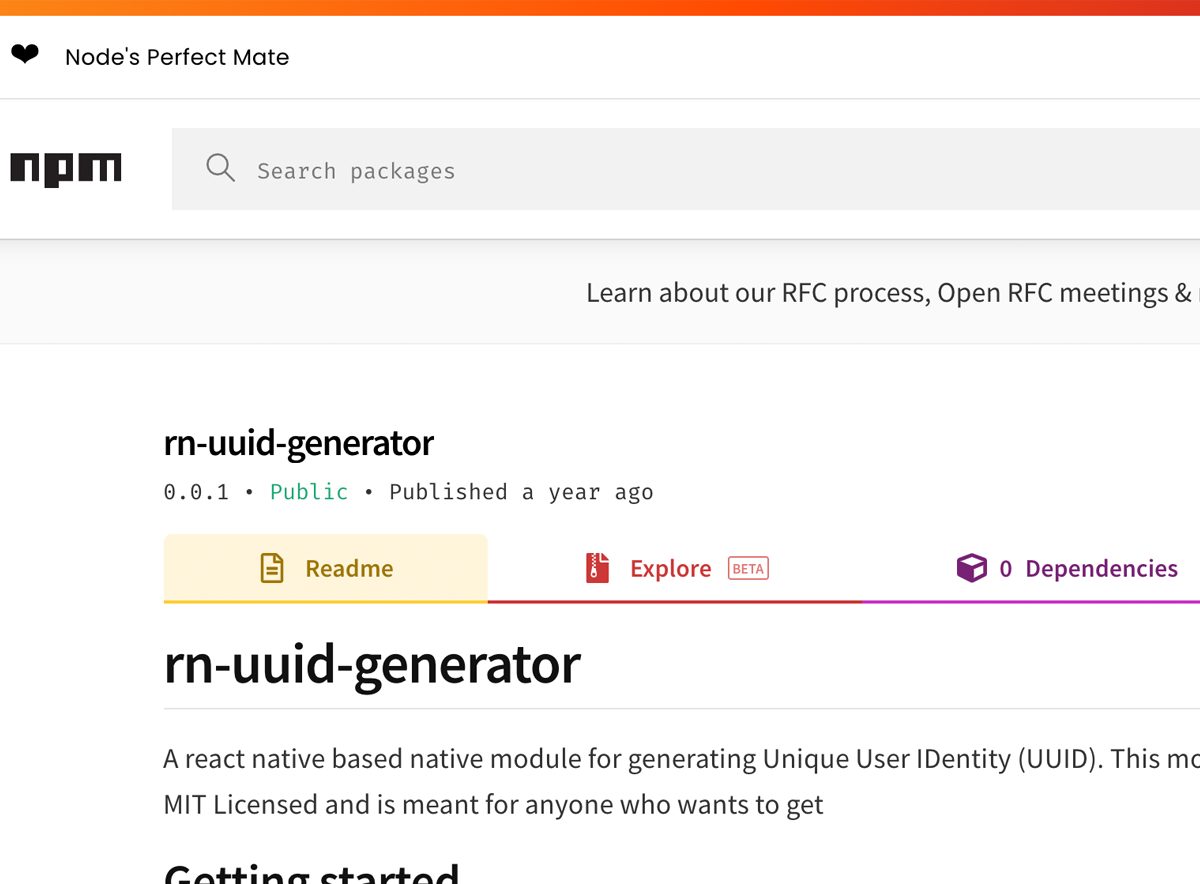 ❤ Node's Perfect Mate
npm
Search packages
Learn about our RFC process, Open RFC meetings &
rn-uuid-generator
0.0.1 • Public • Published a year ago
Readme
Explore BETA
0 Dependencies
rn-uuid-generator
A react native based native module for generating Unique User IDentity (UUID). This
MIT Licensed and is meant for anyone who wants to get
Getting started